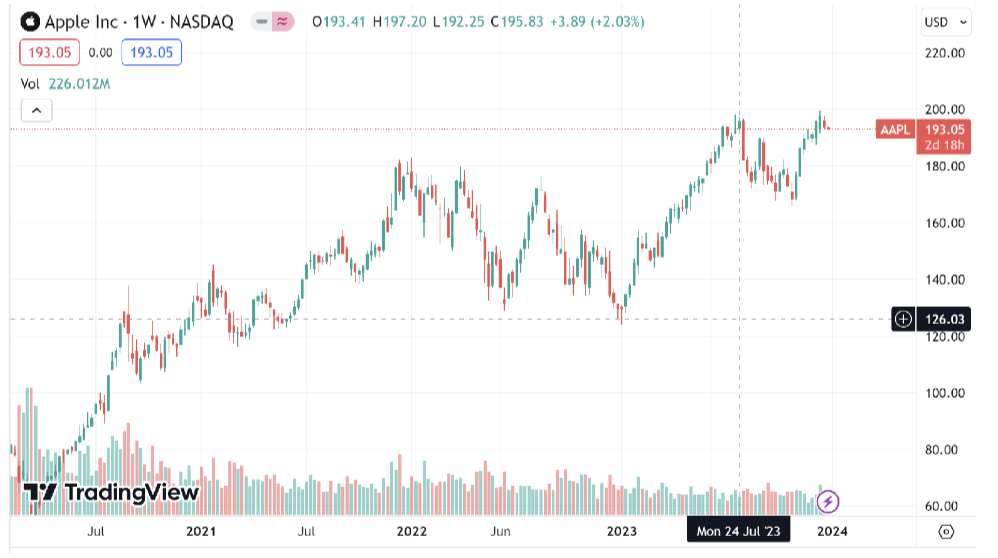 Apple Inc · 1W · NASDAQ O193.41 H197.20 L192.25 C195.83 +3.89 (+2.03%) USD
193.05 0.00 193.05
Vol 226.012M
220.00
200.00
AAPL 193.05
2d 18h
180.00
160.00
140.00
126.03
120.00
100.00
80.00
60.00
TradingView
Jul 2021 Jul 2022 Jun 2023 Mon 24 Jul '23 2024